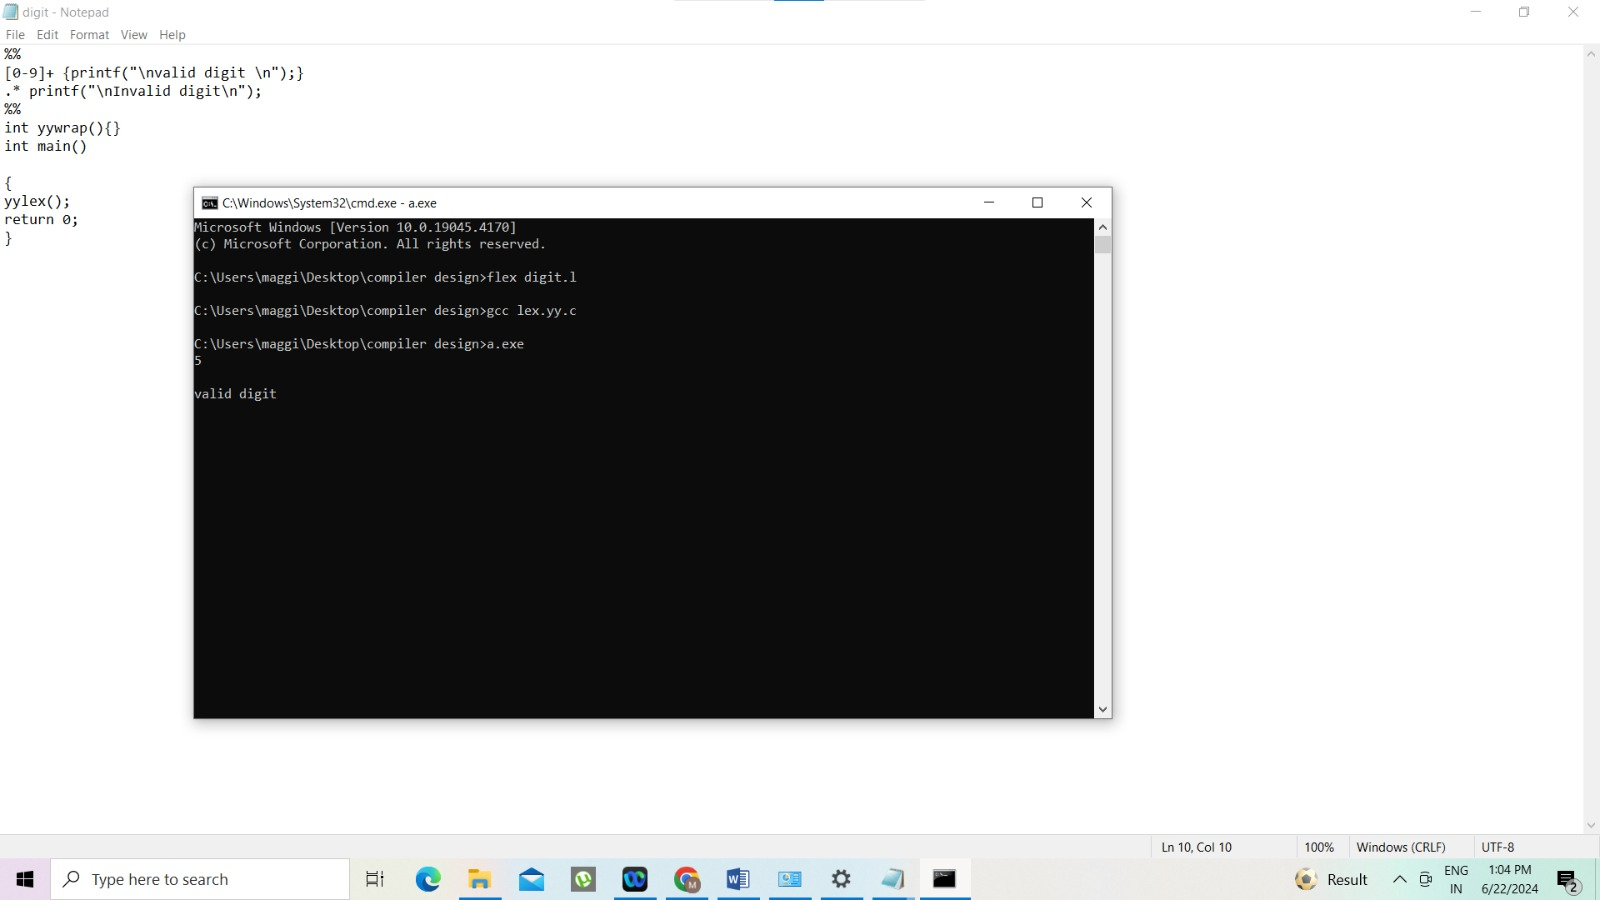 digit - Notepad
File Edit Format View Help
%%
[0-9]+ {printf("\nvalid digit \n");}
.* printf("\nInvalid digit\n");
%%
int yywrap(){}
int main()
{
yylex();
return 0;
}
C:\Windows\System32\cmd.exe - a.exe
Microsoft Windows [Version 10.0.19045.4170]
(c) Microsoft Corporation. All rights reserved.
C:\Users\maggi\Desktop\compiler design>flex digit.l
C:\Users\maggi\Desktop\compiler design>gcc lex.yy.c
C:\Users\maggi\Desktop\compiler design>a.exe
5
valid digit
Ln 10, Col 10 100% Windows (CRLF) UTF-8
Type here to search
Result
ENG
IN
1:04 PM
6/22/2024
2